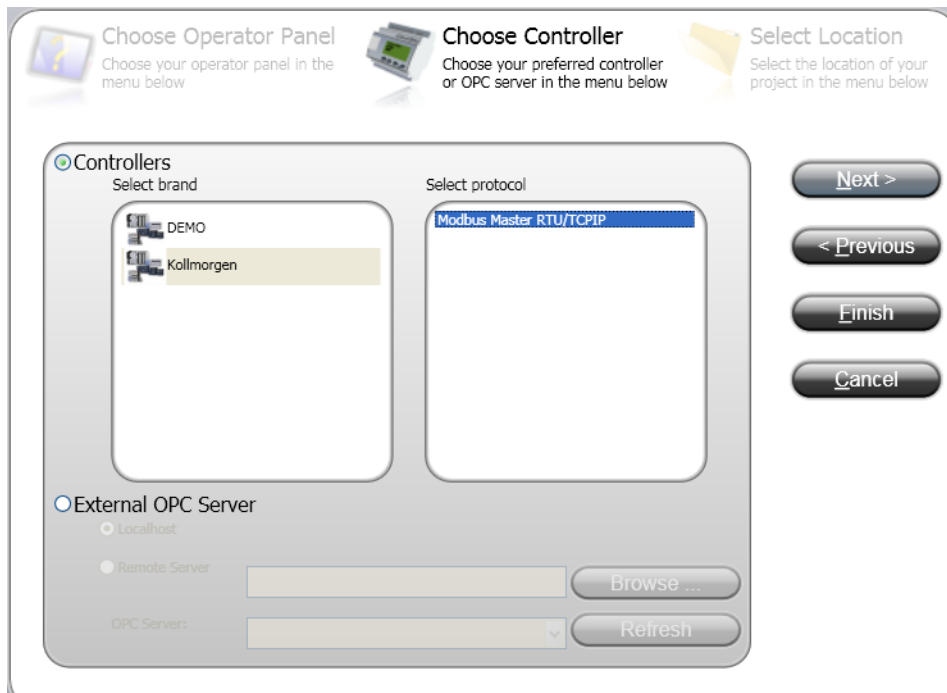 Choose Operator Panel
Choose your operator panel in the
menu below
Choose Controller
Choose your preferred controller
or OPC server in the menu below
Select Location
Select the location of your
project in the menu below
Controllers
Select brand
Select protocol
DEMO
Kollmorgen
Modbus Master RTU/TCPIP
Next >
< Previous
Finish
Cancel
External OPC Server
Localhost
Remote Server
Browse ...
OPC Server:
Refresh